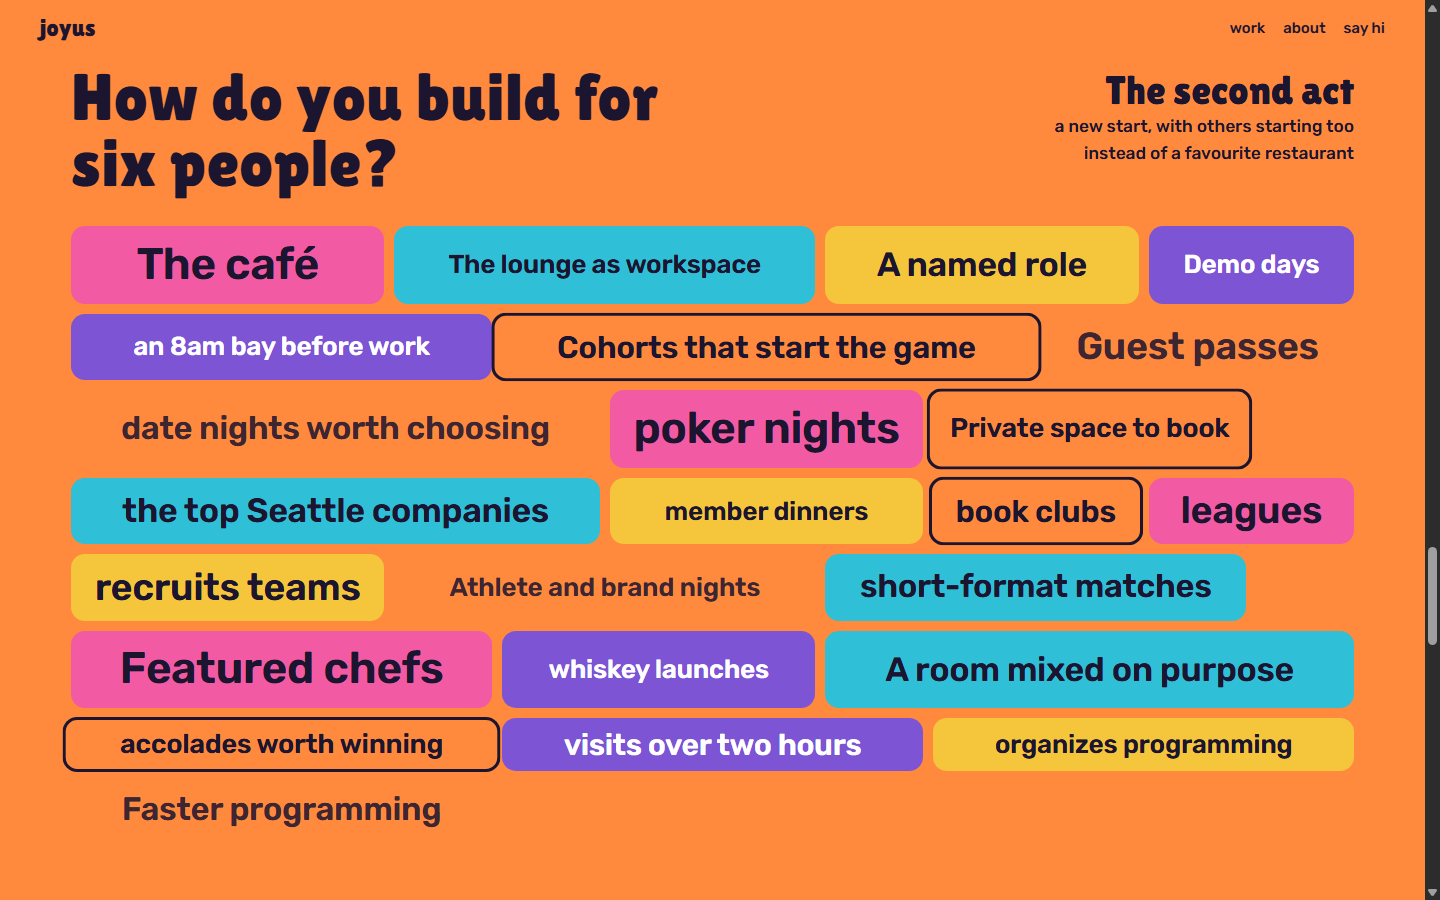 joyus
work about say hi
How do you build for
six people?
The second act
a new start, with others starting too
instead of a favourite restaurant
The café
The lounge as workspace
A named role
Demo days
an 8am bay before work
Cohorts that start the game
Guest passes
date nights worth choosing
poker nights
Private space to book
the top Seattle companies
member dinners
book clubs
leagues
recruits teams
Athlete and brand nights
short-format matches
Featured chefs
whiskey launches
A room mixed on purpose
accolades worth winning
visits over two hours
organizes programming
Faster programming